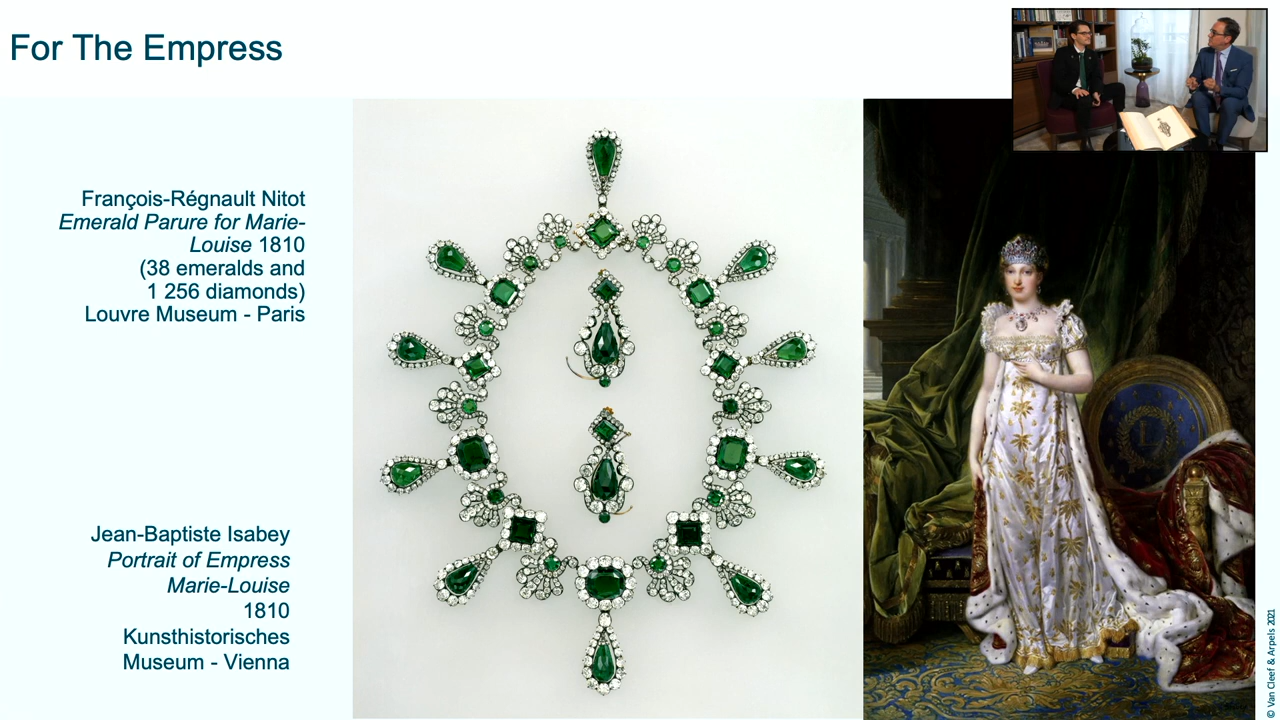 For The Empress
François-Régnault Nitot
Emerald Parure for Marie-
Louise 1810
(38 emeralds and
1 256 diamonds)
Louvre Museum - Paris
Jean-Baptiste Isabey
Portrait of Empress
Marie-Louise
1810
Kunsthistorisches
Museum - Vienna
L
© Van Cleef & Arpels 2021